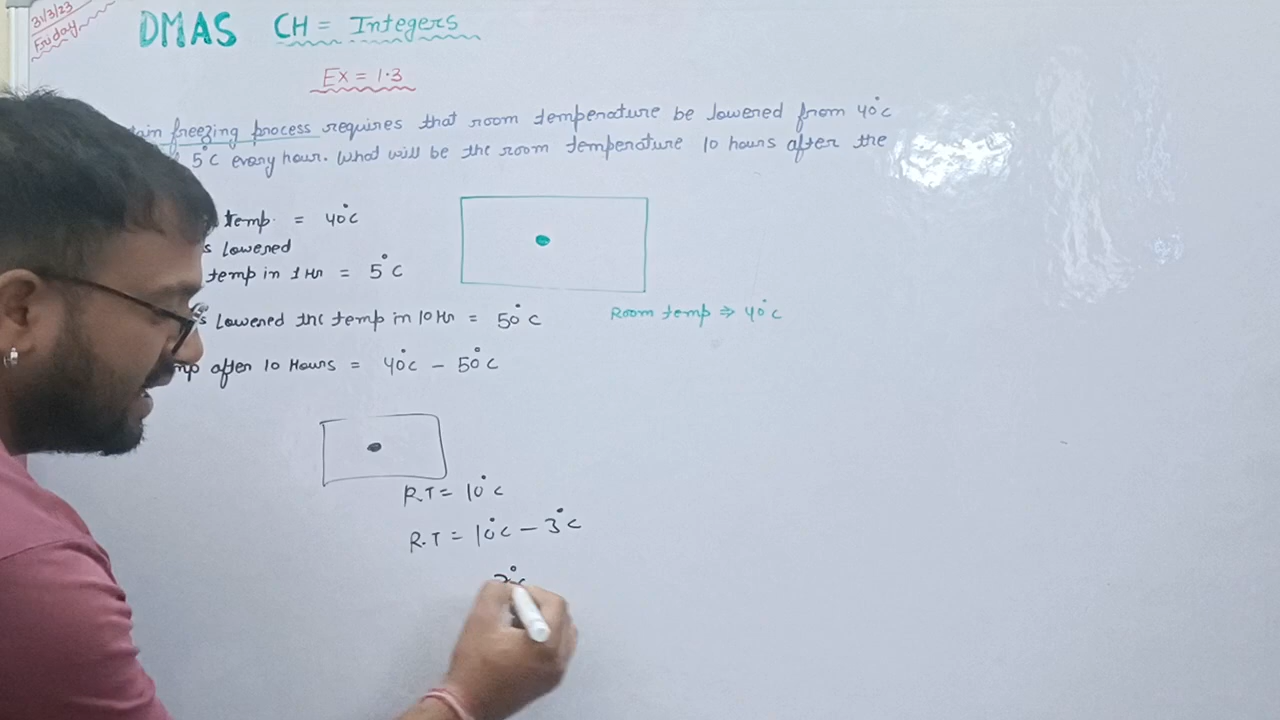 31/3/23
Friday
DMAS CH = Integers
Ex = 1.3
tain freezing process requires that room temperature be lowered from 40°C
5°C every hour. What will be the room temperature 10 hours after the
temp. = 40°C
s Lowered
temp in 1 Hr = 5°C
s Lowered the temp in 10 Hr = 50°C
Room temp ⇒ 40°C
mp after 10 Hours = 40°C - 50°C
R.T = 10°C
R.T = 10°C - 3°C